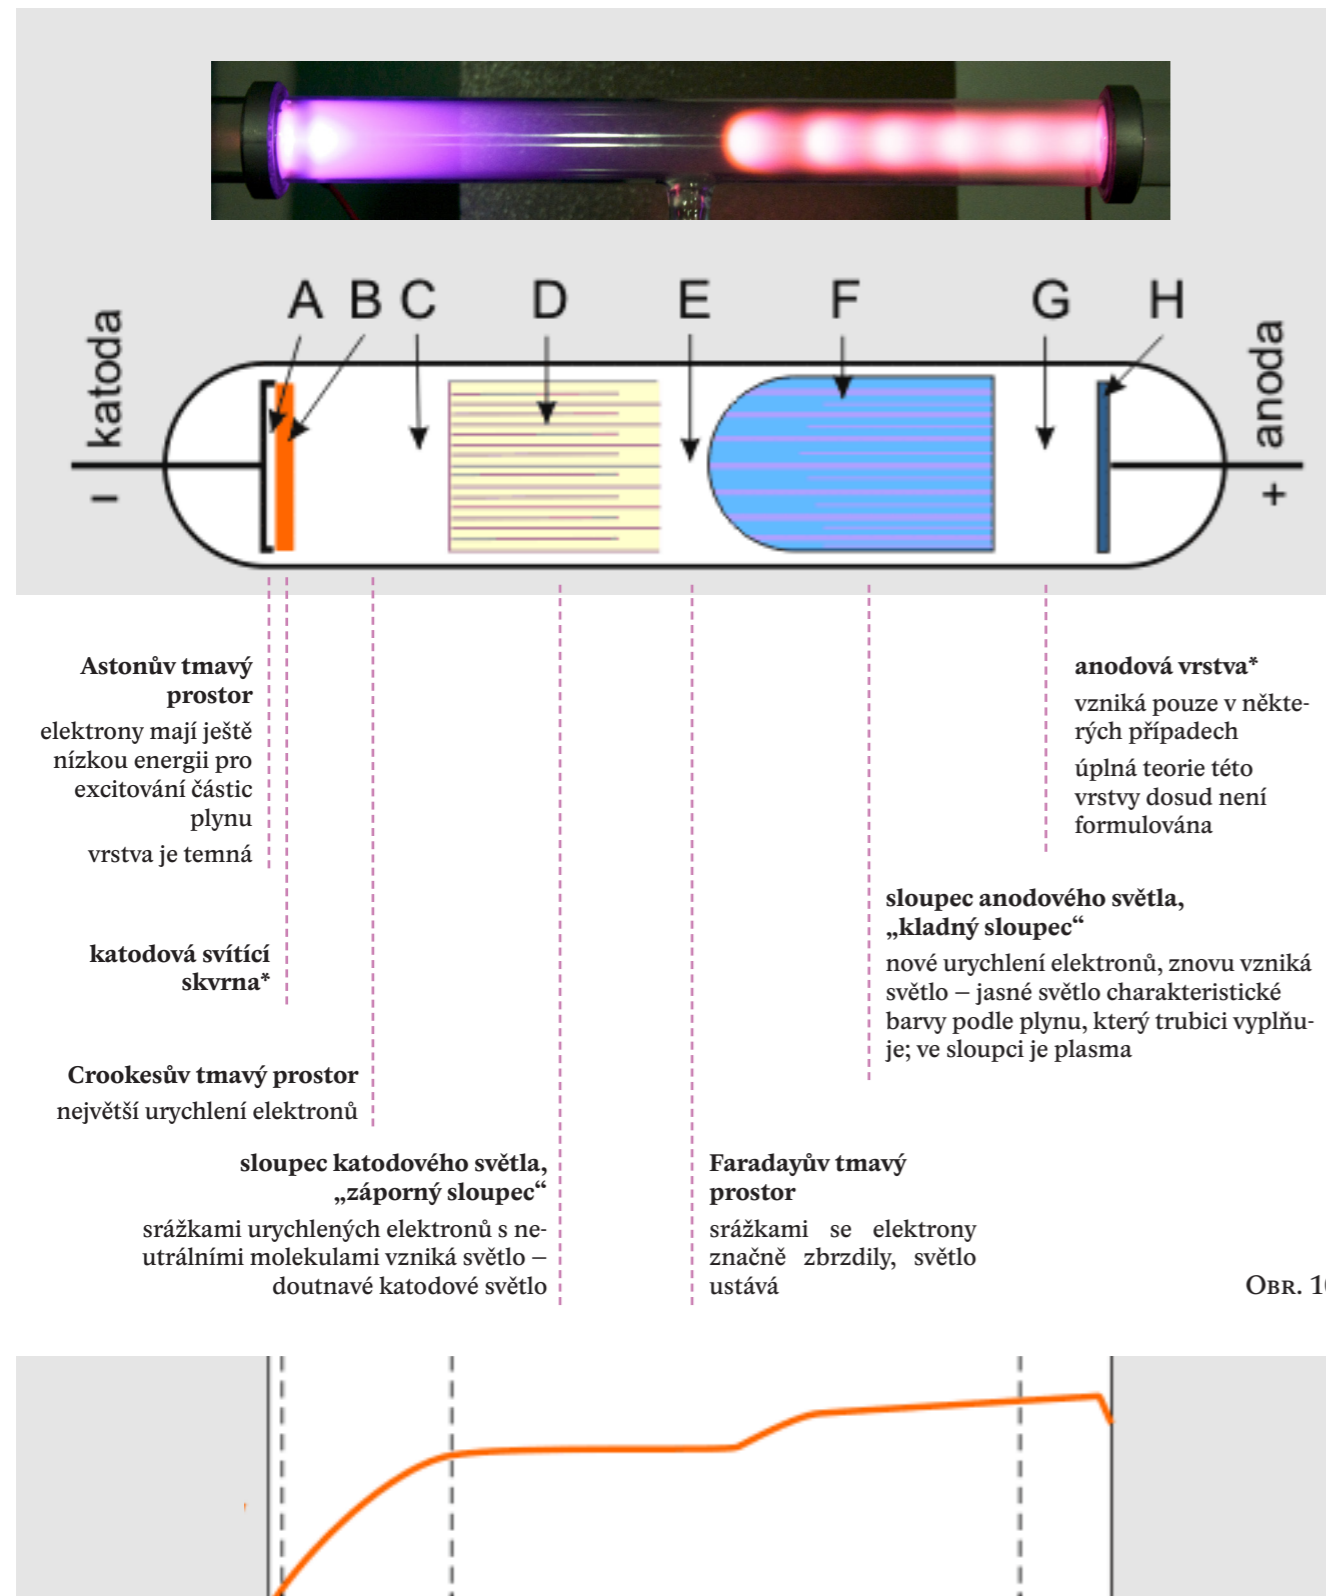 A B C D E F G H
– katoda
+ anoda
Astonův tmavý
prostor
elektrony mají ještě
nízkou energii pro
excitování částic
plynu
vrstva je temná
katodová svítící
skvrna*
Crookesův tmavý prostor
největší urychlení elektronů
sloupec katodového světla,
„záporný sloupec“
srážkami urychlených elektronů s ne-
utrálními molekulami vzniká světlo –
doutnavé katodové světlo
Faradayův tmavý
prostor
srážkami se elektrony
značně zbrzdily, světlo
ustává
sloupec anodového světla,
„kladný sloupec“
nové urychlení elektronů, znovu vzniká
světlo – jasné světlo charakteristické
barvy podle plynu, který trubici vyplňu-
je; ve sloupci je plasma
anodová vrstva*
vzniká pouze v někte-
rých případech
úplná teorie této
vrstvy dosud není
formulována
Obr. 1